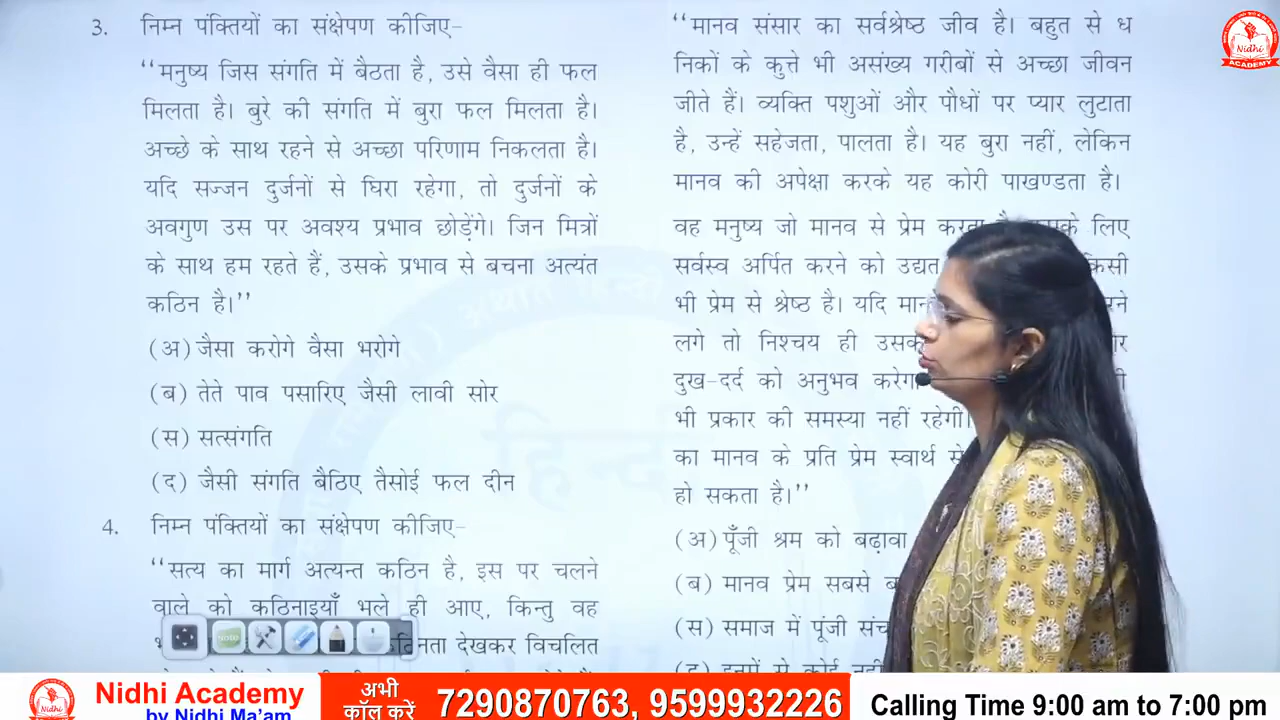 3. निम्न पंक्तियों का संक्षेपण कीजिए-
‘‘मनुष्य जिस संगति में बैठता है, उसे वैसा ही फल
मिलता है। बुरे की संगति में बुरा फल मिलता है।
अच्छे के साथ रहने से अच्छा परिणाम निकलता है।
यदि सज्जन दुर्जनों से घिरा रहेगा, तो दुर्जनों के
अवगुण उस पर अवश्य प्रभाव छोड़ेंगे। जिन मित्रों
के साथ हम रहते हैं, उसके प्रभाव से बचना अत्यंत
कठिन है।’’
(अ) जैसा करोगे वैसा भरोगे
(ब) तेते पाव पसारिए जैसी लावी सोर
(स) सत्संगति
(द) जैसी संगति बैठिए तैसोई फल दीन
4. निम्न पंक्तियों का संक्षेपण कीजिए-
‘‘सत्य का मार्ग अत्यन्त कठिन है, इस पर चलने
वाले को कठिनाइयाँ भले ही आए, किन्तु वह
देखकर विचलित
‘‘मानव संसार का सर्वश्रेष्ठ जीव है। बहुत से ध
निकों के कुत्ते भी असंख्य गरीबों से अच्छा जीवन
जीते हैं। व्यक्ति पशुओं और पौधों पर प्यार लुटाता
है, उन्हें सहेजता, पालता है। यह बुरा नहीं, लेकिन
मानव की अपेक्षा करके यह कोरी पाखण्डता है।
वह मनुष्य जो मानव से प्रेम करता के लिए
सर्वस्व अर्पित करने को उद्यत किसी
भी प्रेम से श्रेष्ठ है। यदि
लगे तो निश्चय ही
दुख-दर्द को अनुभव
भी प्रकार की समस्या नहीं रहेगी।
का मानव के प्रति प्रेम स्वार्थ से
हो सकता है।’’
(अ) पूँजी श्रम को बढ़ावा
(ब) मानव प्रेम सबसे
(स) समाज में पूंजी
(द) इनमें से कोई नहीं
Nidhi
ACADEMY
Nidhi Academy
by Nidhi Ma'am
अभी
कॉल करें
7290870763, 9599932226
Calling Time 9:00 am to 7:00 pm